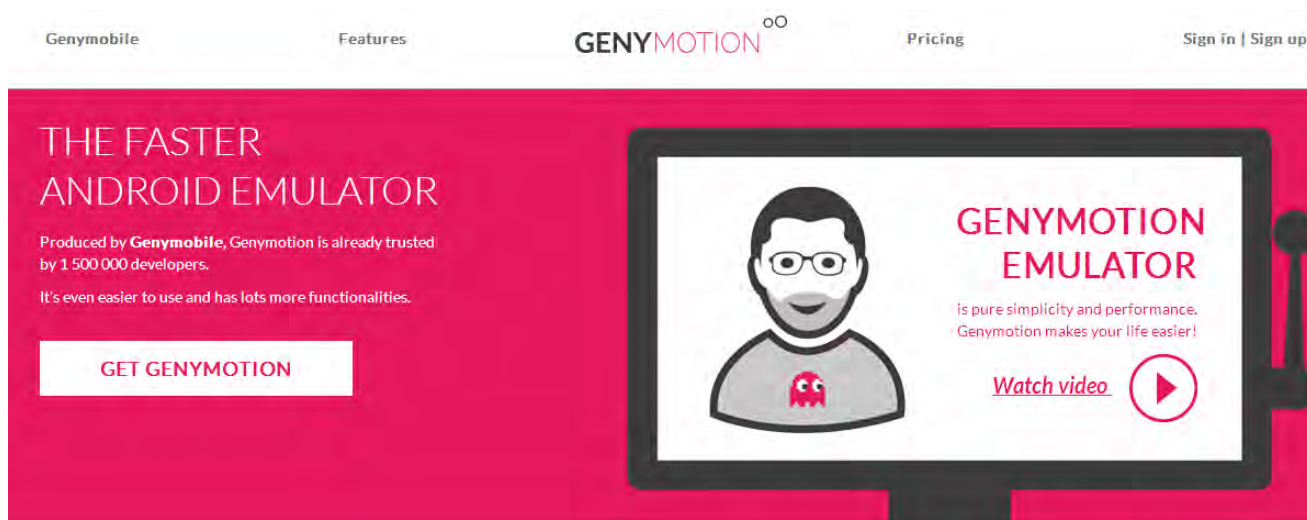 Genymobile
Features
GENYMOTION
Pricing
Sign in | Sign up
THE FASTER
ANDROID EMULATOR
Produced by Genymobile, Genymotion is already trusted
by 1 500 000 developers.
It's even easier to use and has lots more functionalities.
GET GENYMOTION
GENYMOTION
EMULATOR
is pure simplicity and performance.
Genymotion makes your life easier!
Watch video